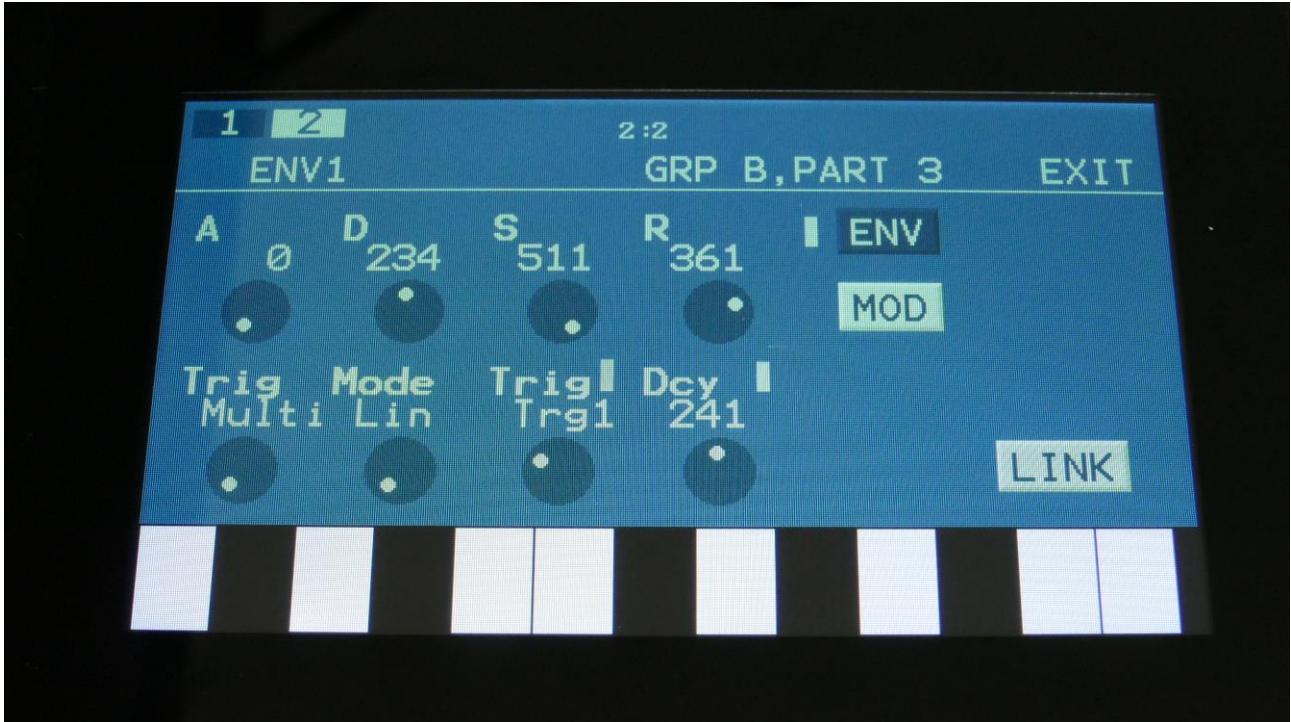 1 2 2:2
ENV1 GRP B,PART 3 EXIT
A D S R ENV
0 234 511 361
MOD
Trig Mode Trig Dcy
Multi Lin Trg1 241
LINK